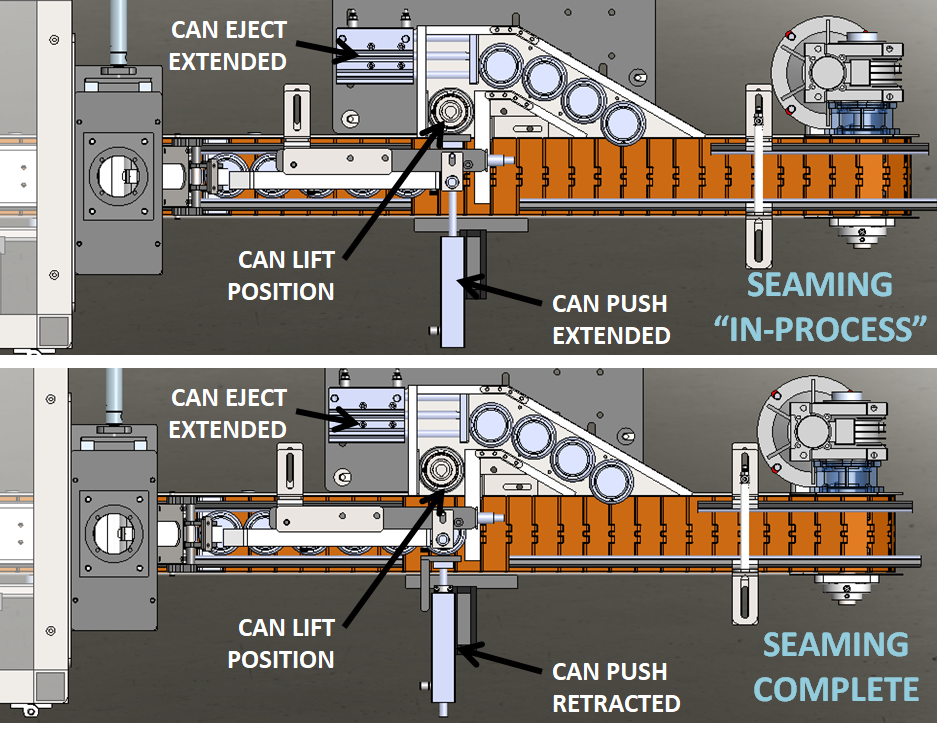 CAN EJECT
EXTENDED
CAN LIFT
POSITION
CAN PUSH
EXTENDED
SEAMING
“IN-PROCESS”
CAN EJECT
EXTENDED
CAN LIFT
POSITION
CAN PUSH
RETRACTED
SEAMING
COMPLETE